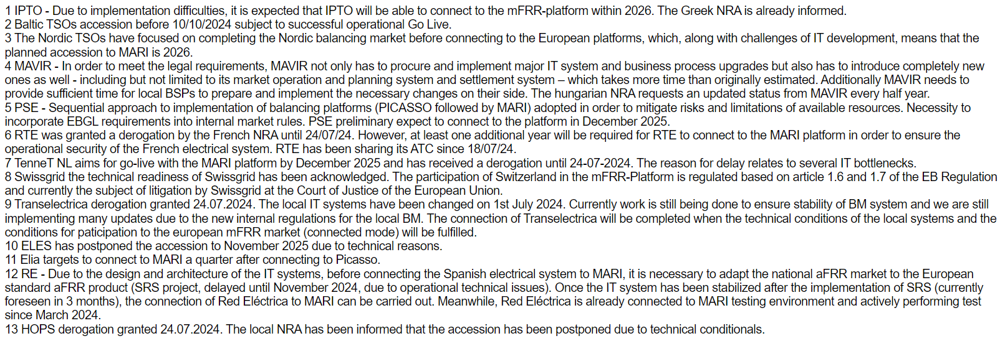 1 IPTO - Due to implementation difficulties, it is expected that IPTO will be able to connect to the mFRR-platform within 2026. The Greek NRA is already informed.
2 Baltic TSOs accession before 10/10/2024 subject to successful operational Go Live.
3 The Nordic TSOs have focused on completing the Nordic balancing market before connecting to the European platforms, which, along with challenges of IT development, means that the
planned accession to MARI is 2026.
4 MAVIR - In order to meet the legal requirements, MAVIR not only has to procure and implement major IT system and business process upgrades but also has to introduce completely new
ones as well - including but not limited to its market operation and planning system and settlement system – which takes more time than originally estimated. Additionally MAVIR needs to
provide sufficient time for local BSPs to prepare and implement the necessary changes on their side. The hungarian NRA requests an updated status from MAVIR every half year.
5 PSE - Sequential approach to implementation of balancing platforms (PICASSO followed by MARI) adopted in order to mitigate risks and limitations of available resources. Necessity to
incorporate EBGL requirements into internal market rules. PSE preliminary expect to connect to the platform in December 2025.
6 RTE was granted a derogation by the French NRA until 24/07/24. However, at least one additional year will be required for RTE to connect to the MARI platform in order to ensure the
operational security of the French electrical system. RTE has been sharing its ATC since 18/07/24.
7 TenneT NL aims for go-live with the MARI platform by December 2025 and has received a derogation until 24-07-2024. The reason for delay relates to several IT bottlenecks.
8 Swissgrid the technical readiness of Swissgrid has been acknowledged. The participation of Switzerland in the mFRR-Platform is regulated based on article 1.6 and 1.7 of the EB Regulation
and currently the subject of litigation by Swissgrid at the Court of Justice of the European Union.
9 Transelectrica derogation granted 24.07.2024. The local IT systems have been changed on 1st July 2024. Currently work is still being done to ensure stability of BM system and we are still
implementing many updates due to the new internal regulations for the local BM. The connection of Transelectrica will be completed when the technical conditions of the local systems and the
conditions for paticipation to the european mFRR market (connected mode) will be fulfilled.
10 ELES has postponed the accession to November 2025 due to technical reasons.
11 Elia targets to connect to MARI a quarter after connecting to Picasso.
12 RE - Due to the design and architecture of the IT systems, before connecting the Spanish electrical system to MARI, it is necessary to adapt the national aFRR market to the European
standard aFRR product (SRS project, delayed until November 2024, due to operational technical issues). Once the IT system has been stabilized after the implementation of SRS (currently
foreseen in 3 months), the connection of Red Eléctrica to MARI can be carried out. Meanwhile, Red Eléctrica is already connected to MARI testing environment and actively performing test
since March 2024.
13 HOPS derogation granted 24.07.2024. The local NRA has been informed that the accession has been postponed due to technical conditionals.